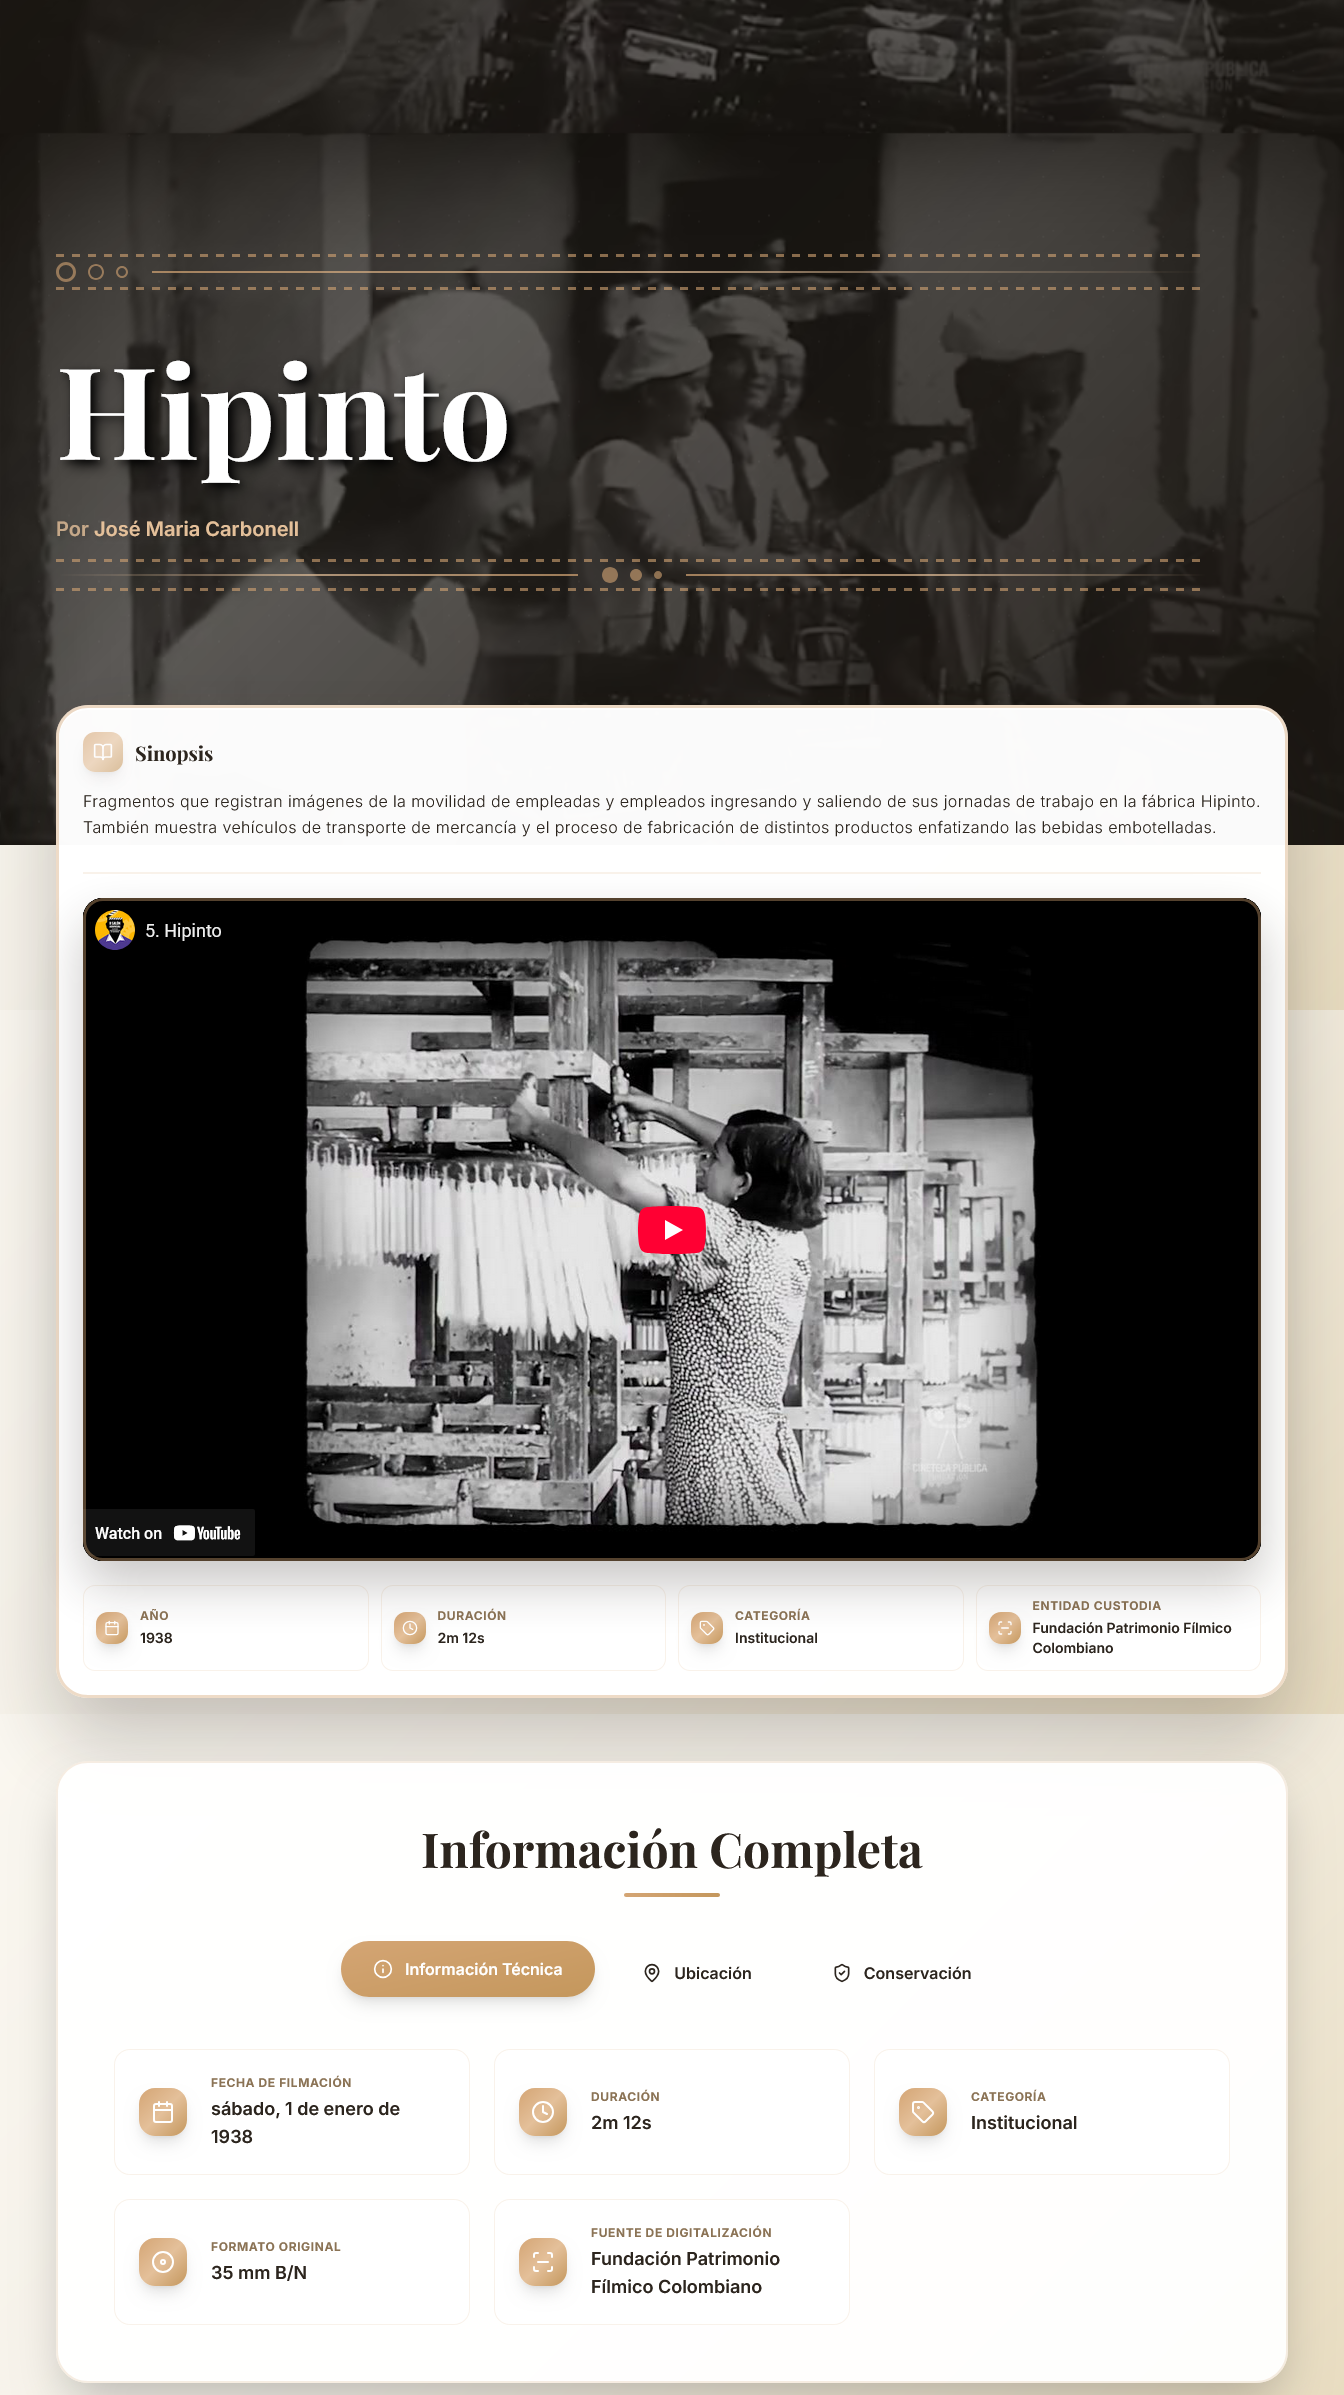 Hipinto
Por José Maria Carbonell
Sinopsis
Fragmentos que registran imágenes de la movilidad de empleadas y empleados ingresando y saliendo de sus jornadas de trabajo en la fábrica Hipinto.
También muestra vehículos de transporte de mercancía y el proceso de fabricación de distintos productos enfatizando las bebidas embotelladas.
5. Hipinto
CINETECA PÚBLICA
Watch on YouTube
AÑO
1938
DURACIÓN
2m 12s
CATEGORÍA
Institucional
ENTIDAD CUSTODIA
Fundación Patrimonio Fílmico
Colombiano
Información Completa
Información Técnica
Ubicación
Conservación
FECHA DE FILMACIÓN
sábado, 1 de enero de
1938
DURACIÓN
2m 12s
CATEGORÍA
Institucional
FORMATO ORIGINAL
35 mm B/N
FUENTE DE DIGITALIZACIÓN
Fundación Patrimonio
Fílmico Colombiano